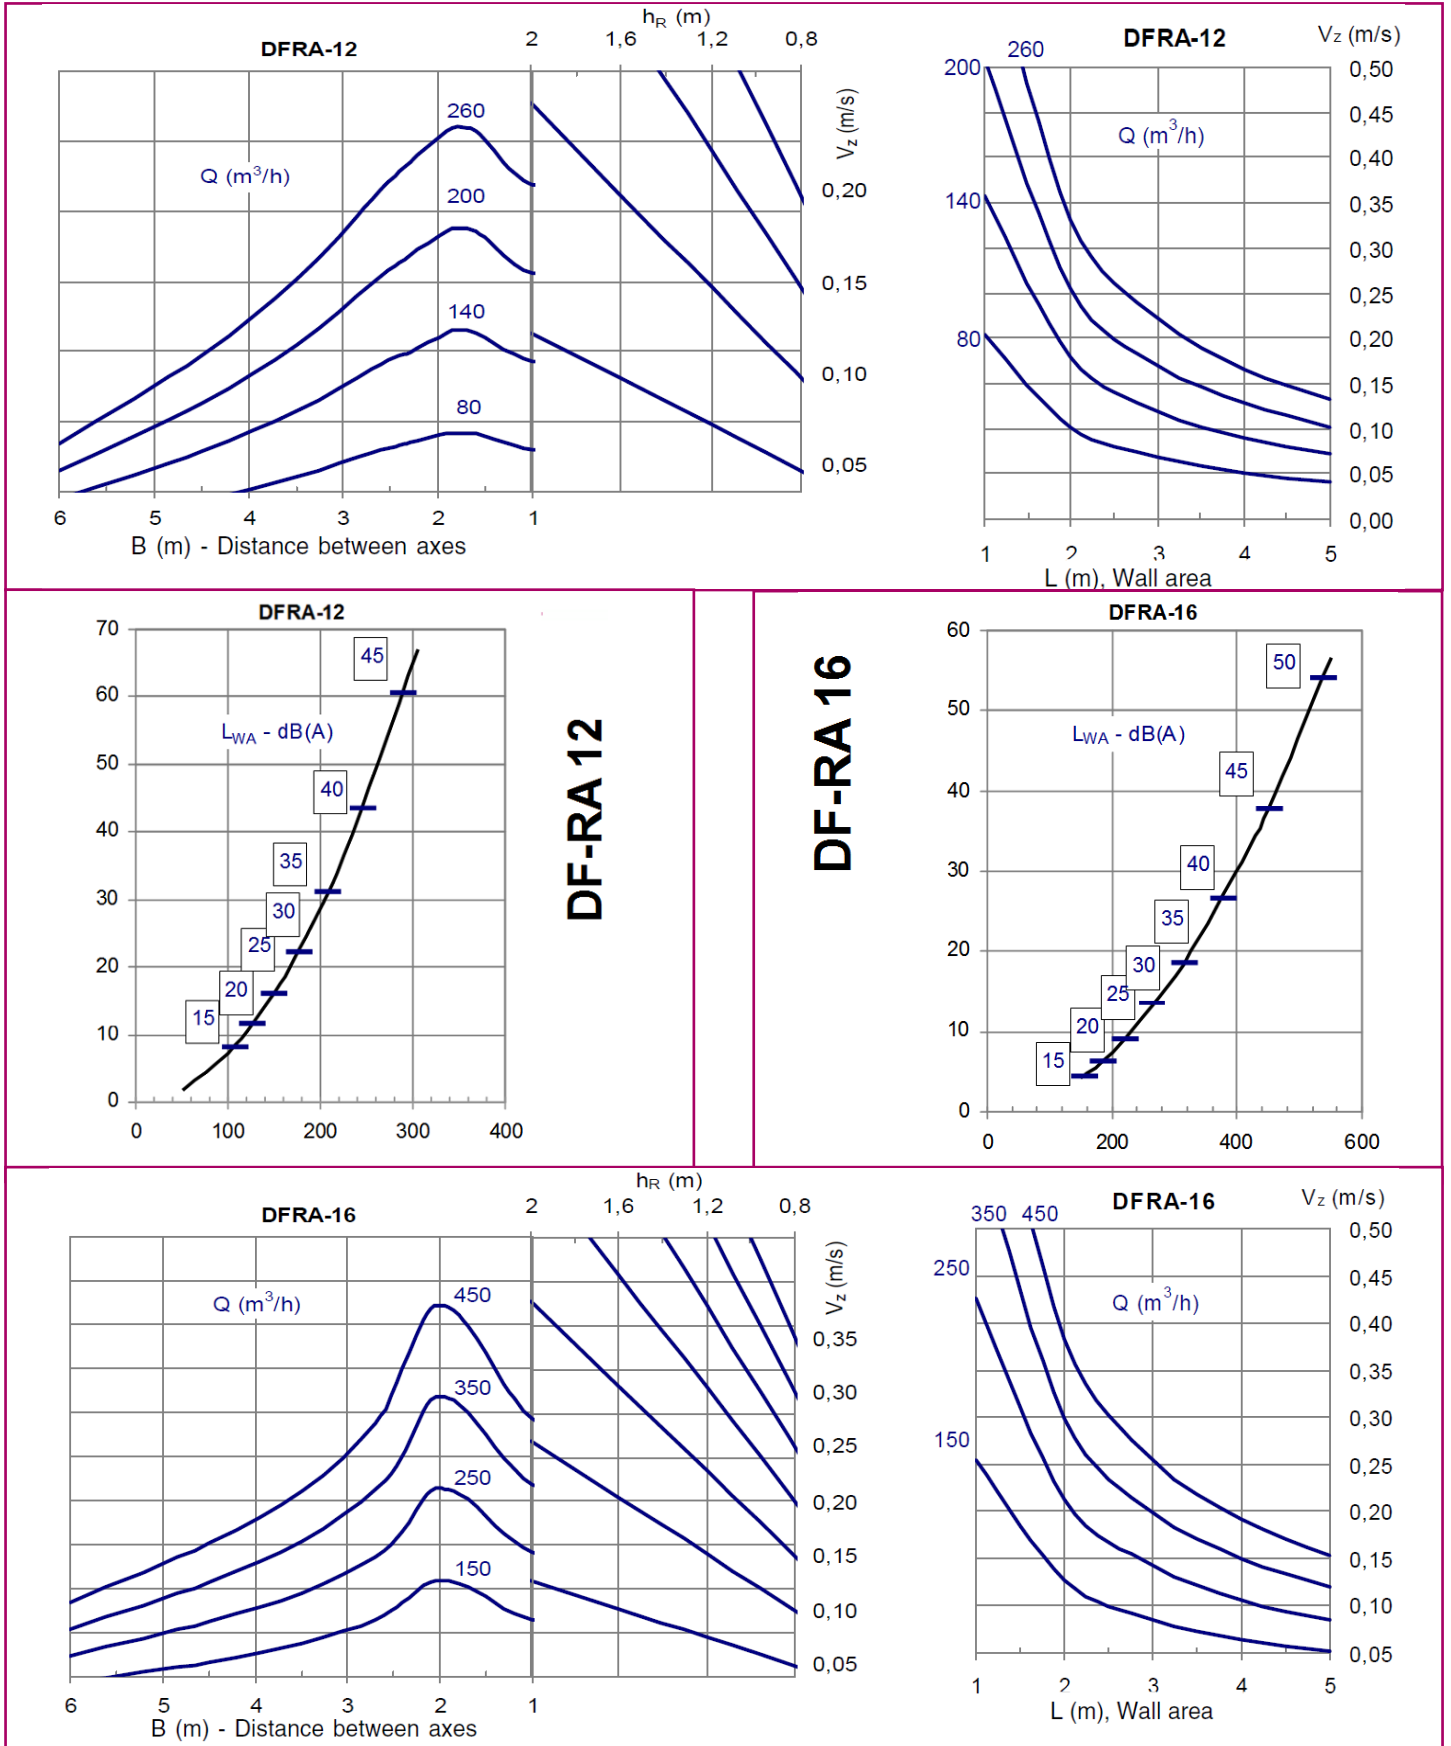 h_R (m)
DFRA-12
2 1,6 1,2 0,8
260
Q (m³/h)
200
140
80
V_z (m/s)
0,20
0,15
0,10
0,05
6 5 4 3 2 1
B (m) - Distance between axes
DFRA-12
V_z (m/s)
200 260
Q (m³/h)
140
80
0,50
0,45
0,40
0,35
0,30
0,25
0,20
0,15
0,10
0,05
0,00
1 2 3 4 5
L (m), Wall area
DFRA-12
70
60
50
40
30
20
10
0
L_WA - dB(A)
45
40
35
30
25
20
15
0 100 200 300 400
DF-RA 12
DF-RA 16
DFRA-16
60
50
40
30
20
10
0
L_WA - dB(A)
50
45
40
35
30
25
20
15
0 200 400 600
h_R (m)
DFRA-16
2 1,6 1,2 0,8
Q (m³/h)
450
350
250
150
V_z (m/s)
0,35
0,30
0,25
0,20
0,15
0,10
0,05
6 5 4 3 2 1
B (m) - Distance between axes
DFRA-16
V_z (m/s)
350 450
250
Q (m³/h)
150
0,50
0,45
0,40
0,35
0,30
0,25
0,20
0,15
0,10
0,05
1 2 3 4 5
L (m), Wall area